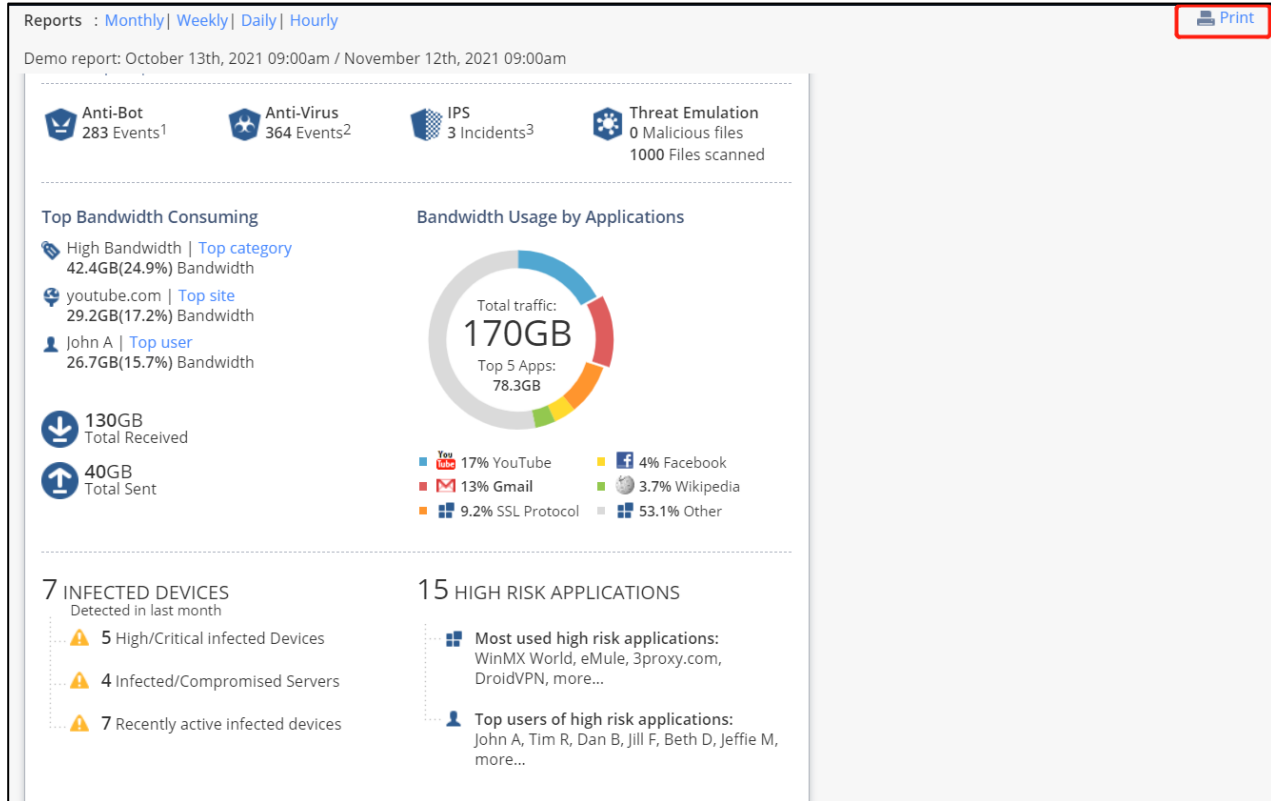 Reports : Monthly| Weekly| Daily| Hourly
Print
Demo report: October 13th, 2021 09:00am / November 12th, 2021 09:00am
Anti-Bot
283 Events1
Anti-Virus
364 Events2
IPS
3 Incidents3
Threat Emulation
0 Malicious files
1000 Files scanned
Top Bandwidth Consuming
High Bandwidth | Top category
42.4GB(24.9%) Bandwidth
youtube.com | Top site
29.2GB(17.2%) Bandwidth
John A | Top user
26.7GB(15.7%) Bandwidth
130GB
Total Received
40GB
Total Sent
Bandwidth Usage by Applications
Total traffic:
170GB
Top 5 Apps:
78.3GB
You Tube 17% YouTube
4% Facebook
13% Gmail
3.7% Wikipedia
9.2% SSL Protocol
53.1% Other
7 INFECTED DEVICES
Detected in last month
5 High/Critical infected Devices
4 Infected/Compromised Servers
7 Recently active infected devices
15 HIGH RISK APPLICATIONS
Most used high risk applications:
WinMX World, eMule, 3proxy.com,
DroidVPN, more...
Top users of high risk applications:
John A, Tim R, Dan B, Jill F, Beth D, Jeffie M,
more...